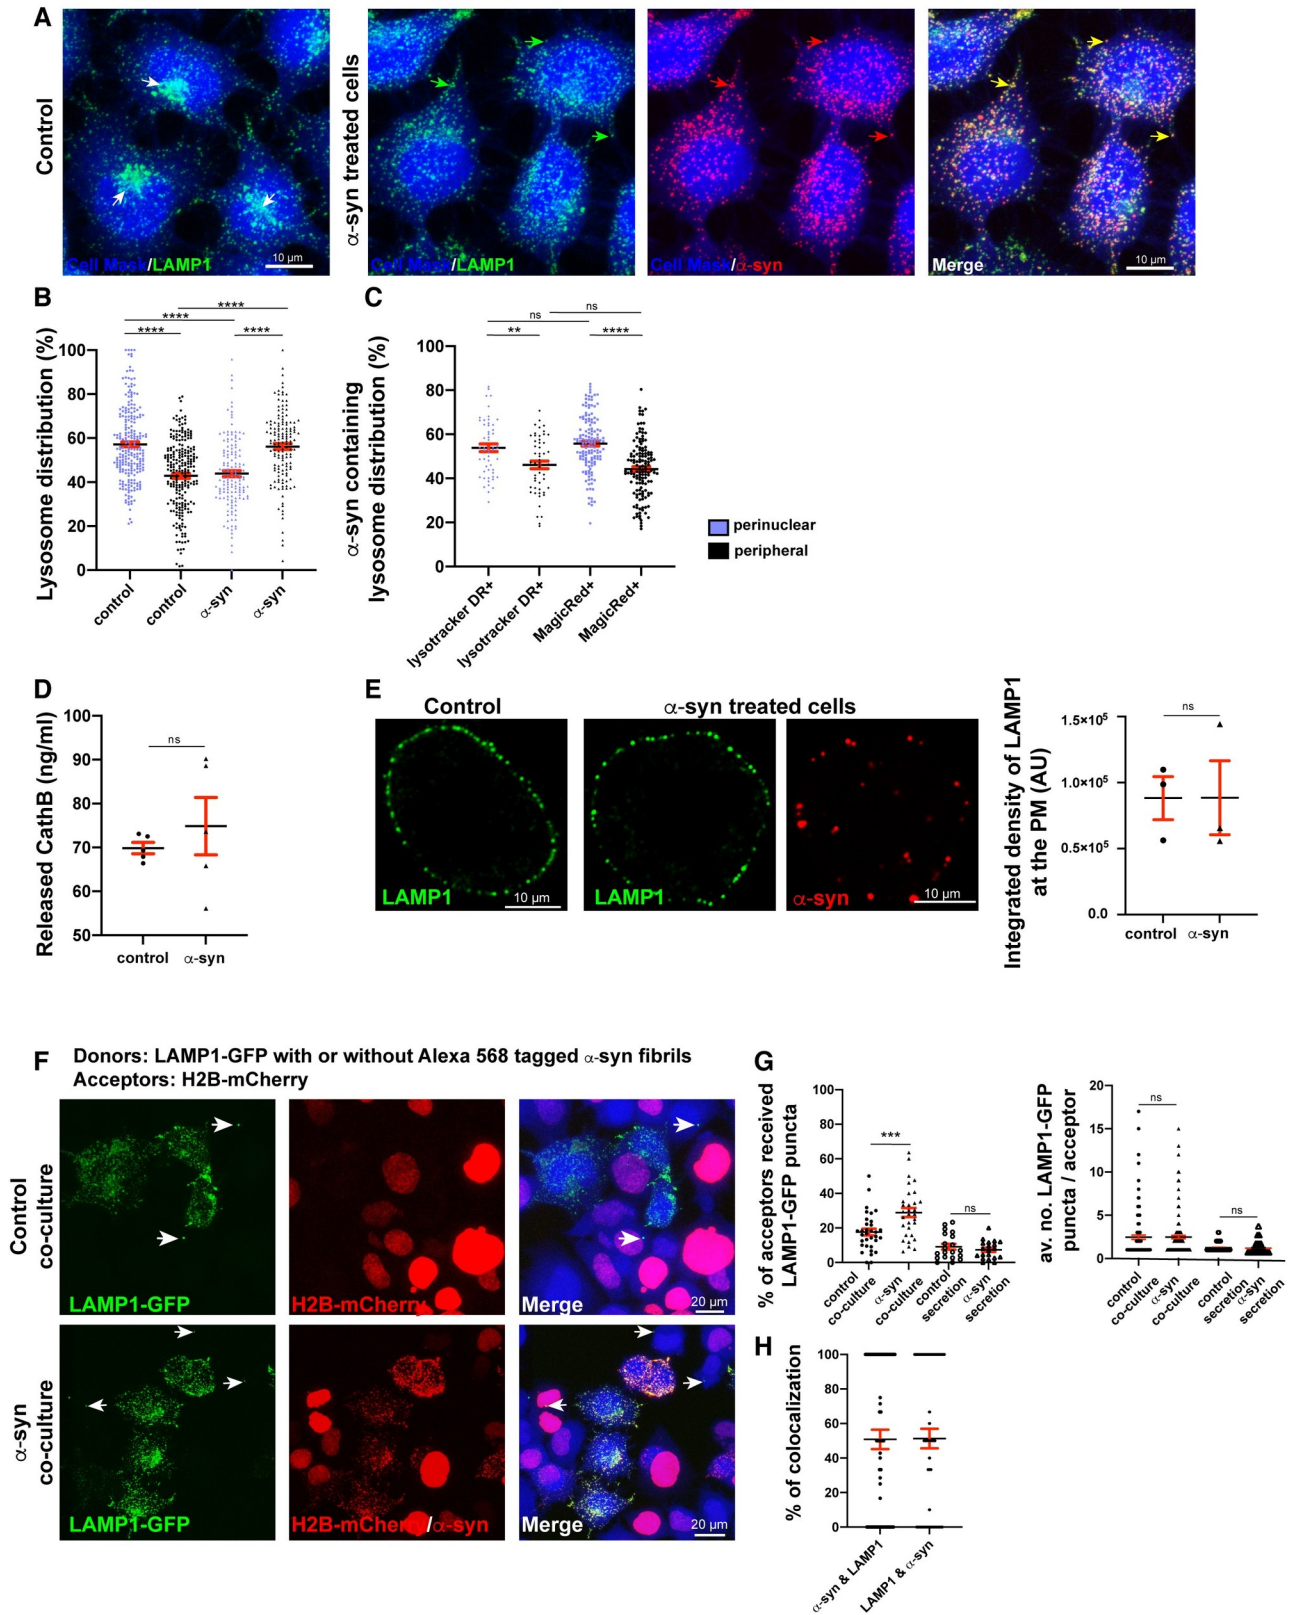 A
Control
Cell Mask/LAMP1
10 µm
α-syn treated cells
Cell Mask/LAMP1
Cell Mask/α-syn
Merge
10 µm
B
Lysosome distribution (%)
100
80
60
40
20
0
****
****
****
****
control
control
α-syn
α-syn
C
α-syn containing
lysosome distribution (%)
100
80
60
40
20
0
ns
ns
**
****
lysotracker DR+
lysotracker DR+
MagicRed+
MagicRed+
perinuclear
peripheral
D
Released CathB (ng/ml)
100
90
80
70
60
50
ns
control
α-syn
E
Control
α-syn treated cells
LAMP1
10 µm
LAMP1
α-syn
10 µm
Integrated density of LAMP1
at the PM (AU)
1.5×10⁵
1.0×10⁵
0.5×10⁵
0.0
ns
control
α-syn
F
Donors: LAMP1-GFP with or without Alexa 568 tagged α-syn fibrils
Acceptors: H2B-mCherry
Control
co-culture
LAMP1-GFP
H2B-mCherry
Merge
20 µm
α-syn
co-culture
LAMP1-GFP
H2B-mCherry/α-syn
Merge
20 µm
G
% of acceptors received
LAMP1-GFP puncta
100
80
60
40
20
0
***
ns
control
co-culture
α-syn
co-culture
control
secretion
α-syn
secretion
av. no. LAMP1-GFP
puncta / acceptor
20
15
10
5
0
ns
ns
control
co-culture
α-syn
co-culture
control
secretion
α-syn
secretion
H
% of colocalization
100
80
60
40
20
0
α-syn & LAMP1
LAMP1 & α-syn